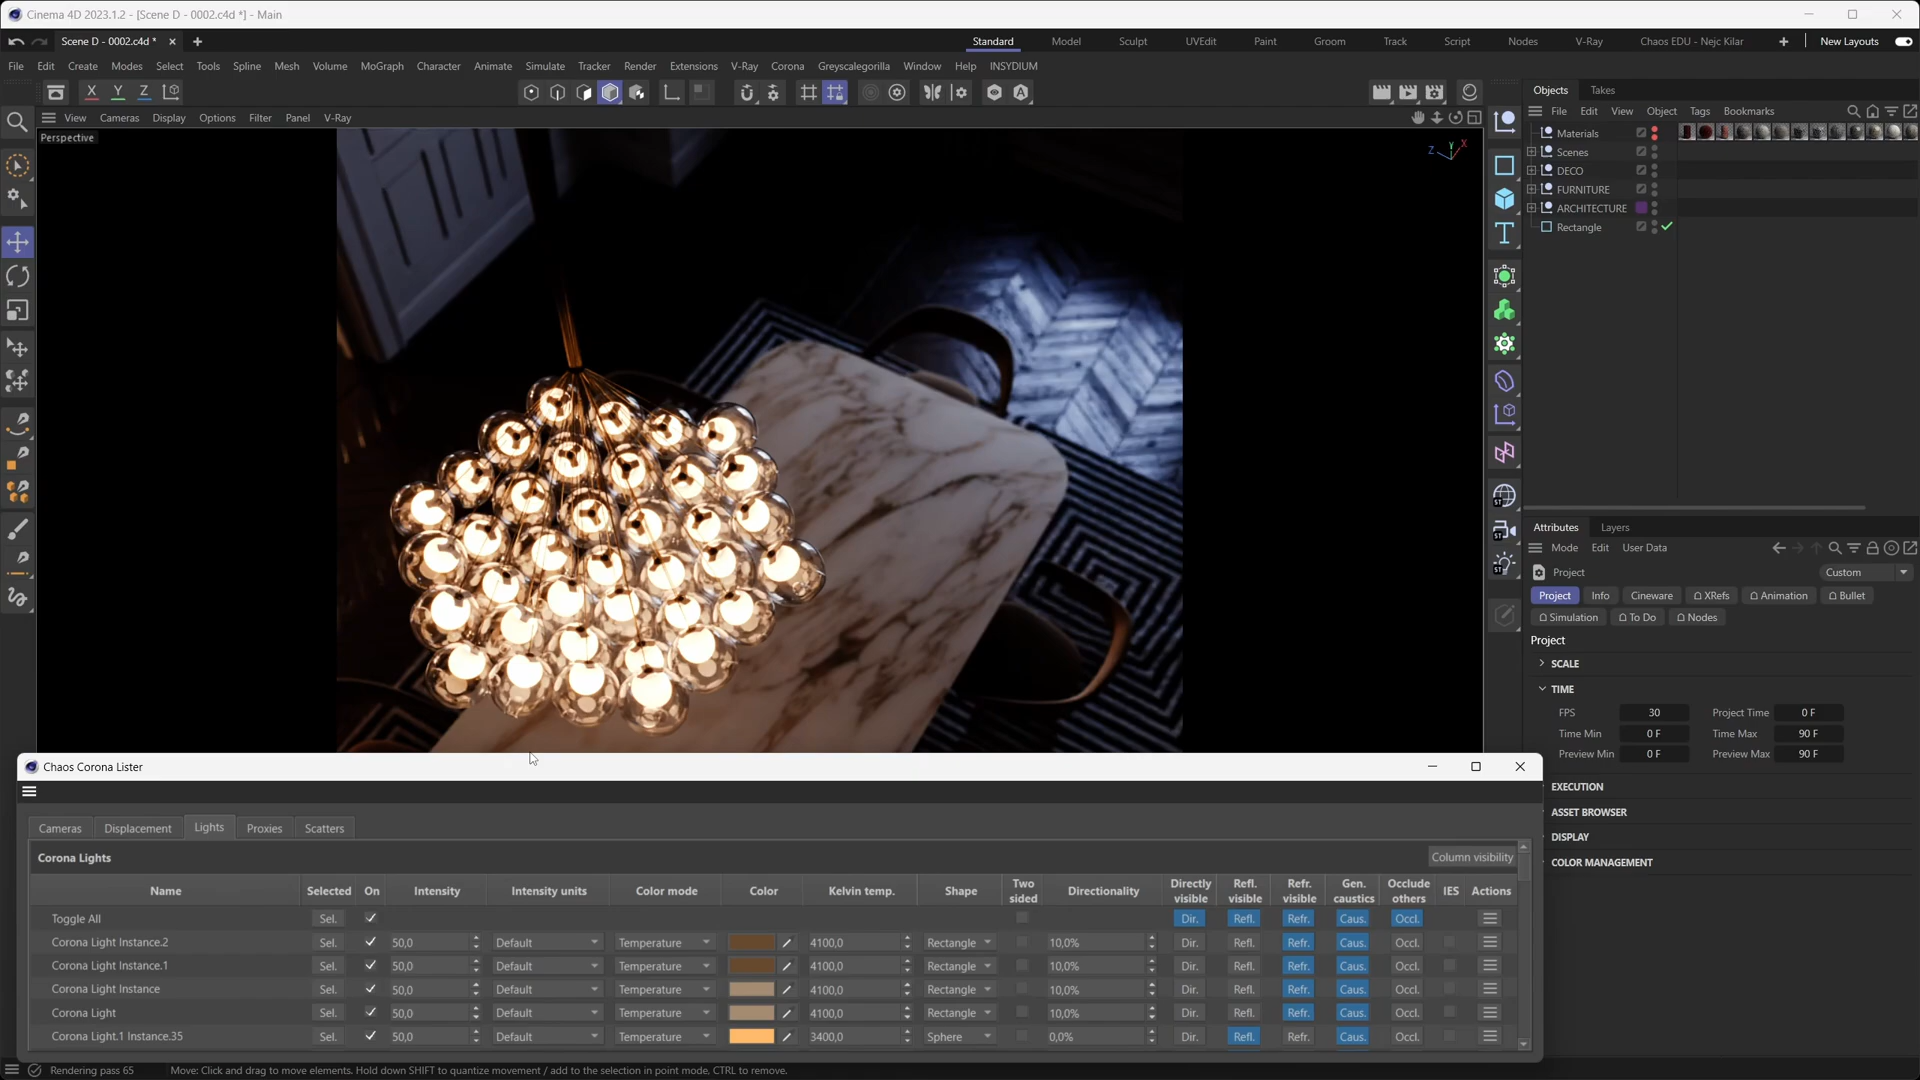 Cinema 4D 2023.1.2 - [Scene D - 0002.c4d *] - Main
Scene D - 0002.c4d * Standard Model Sculpt UVEdit Paint Groom Track Script Nodes V-Ray Chaos EDU - Nejc Kilar New Layouts
File Edit Create Modes Select Tools Spline Mesh Volume MoGraph Character Animate Simulate Tracker Render Extensions V-Ray Corona Greyscalegorilla Window Help INSYDIUM
X Y Z
View Cameras Display Options Filter Panel V-Ray
Perspective
Z Y X
Objects Takes
File Edit View Object Tags Bookmarks
Materials
Scenes
DECO
FURNITURE
ARCHITECTURE
Rectangle
Attributes Layers
Mode Edit User Data
Project Custom
Project Info Cineware XRefs Animation Bullet
Simulation To Do Nodes
Project
SCALE
TIME
FPS 30 Project Time 0 F
Time Min 0 F Time Max 90 F
Preview Min 0 F Preview Max 90 F
EXECUTION
ASSET BROWSER
DISPLAY
COLOR MANAGEMENT
Chaos Corona Lister
Cameras Displacement Lights Proxies Scatters
Corona Lights Column visibility
Name Selected On Intensity Intensity units Color mode Color Kelvin temp. Shape Two sided Directionality Directly visible Refl. visible Refr. visible Gen. caustics Occlude others IES Actions
Toggle All Sel. Dir. Refl. Refr. Caus. Occl.
Corona Light Instance.2 Sel. 50,0 Default Temperature 4100,0 Rectangle 10,0% Dir. Refl. Refr. Caus. Occl.
Corona Light Instance.1 Sel. 50,0 Default Temperature 4100,0 Rectangle 10,0% Dir. Refl. Refr. Caus. Occl.
Corona Light Instance Sel. 50,0 Default Temperature 4100,0 Rectangle 10,0% Dir. Refl. Refr. Caus. Occl.
Corona Light Sel. 50,0 Default Temperature 4100,0 Rectangle 10,0% Dir. Refl. Refr. Caus. Occl.
Corona Light.1 Instance.35 Sel. 50,0 Default Temperature 3400,0 Sphere 0,0% Dir. Refl. Refr. Caus. Occl.
Rendering pass 65 Move: Click and drag to move elements. Hold down SHIFT to quantize movement / add to the selection in point mode, CTRL to remove.